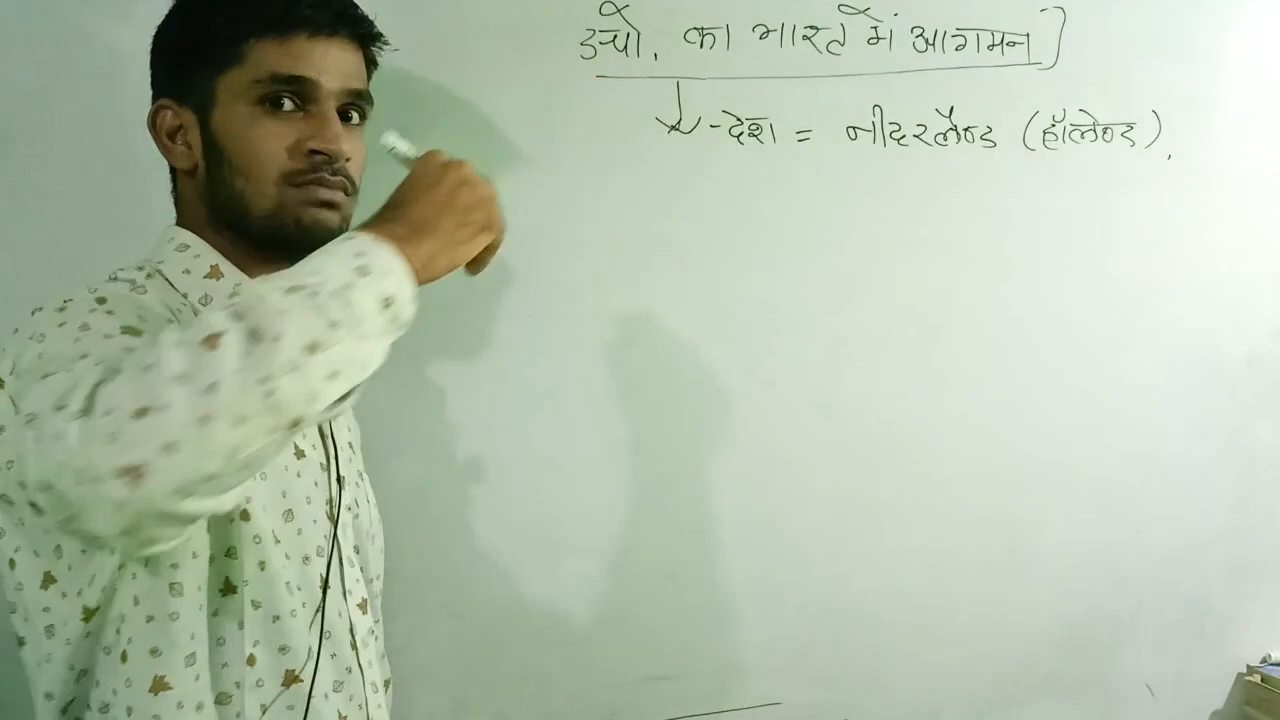 डचों, का भारत में आगमन]
-देश = नीदरलैण्ड (हॉलेण्ड),